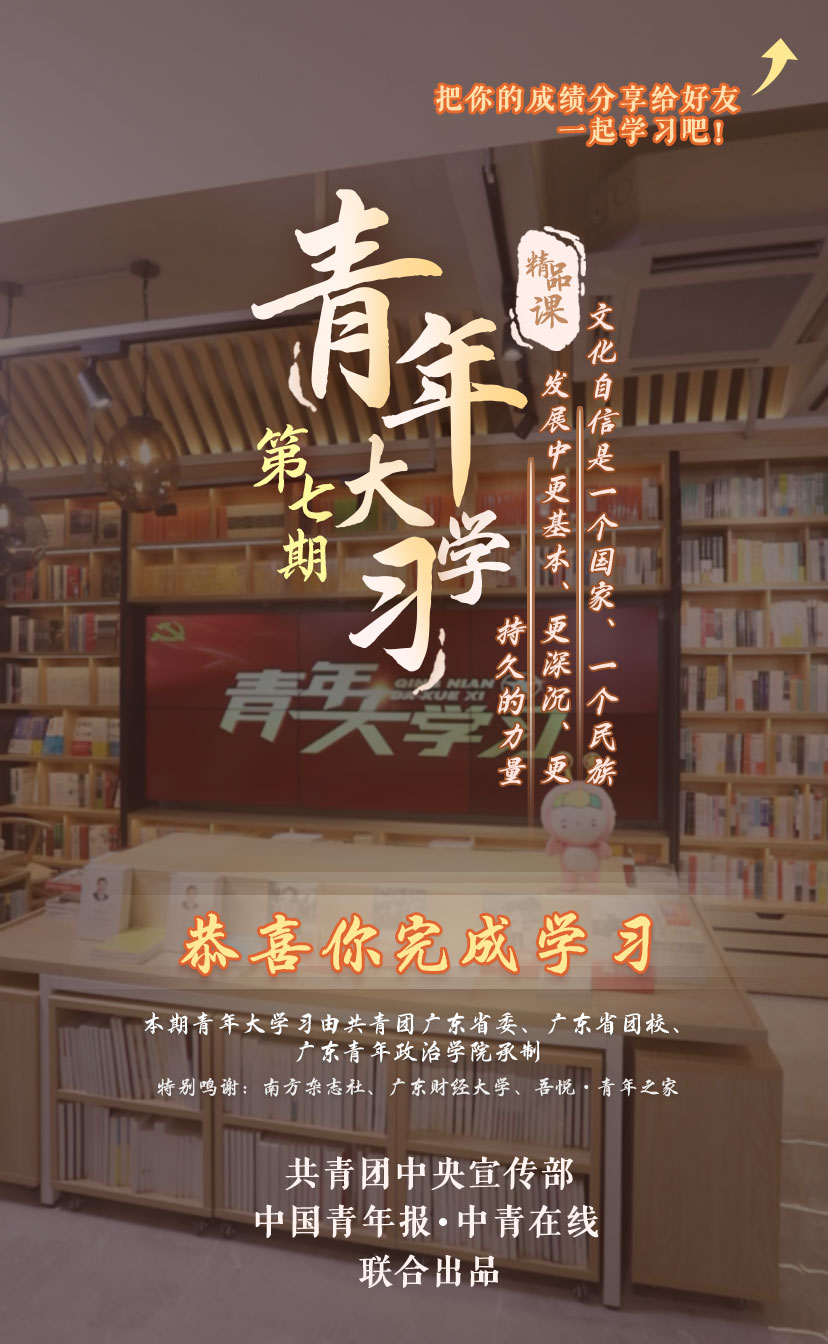 把你的成绩分享给好友
一起学习吧!
青年大学习
精品课
第七期
文化自信是一个国家、一个民族
发展中更基本、更深沉、更
持久的力量
QING NIAN
DA XUE XI
青年大学习
恭喜你完成学习
本期青年大学习由共青团广东省委、广东省团校、
广东青年政治学院承制
特别鸣谢：南方杂志社、广东财经大学、吾悦·青年之家
共青团中央宣传部
中国青年报·中青在线
联合出品